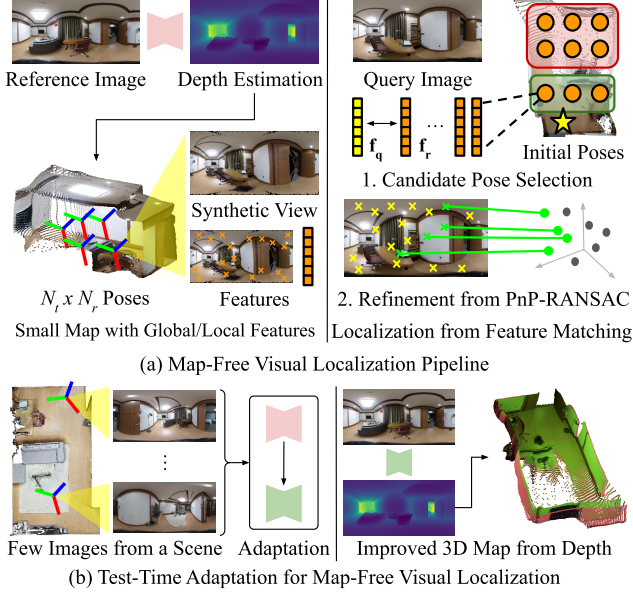 Reference Image
Depth Estimation
Synthetic View
Features
N_t x N_r Poses
Small Map with Global/Local Features
Query Image
f_q
f_r
...
Initial Poses
1. Candidate Pose Selection
2. Refinement from PnP-RANSAC
Localization from Feature Matching
(a) Map-Free Visual Localization Pipeline
Few Images from a Scene
Adaptation
Improved 3D Map from Depth
(b) Test-Time Adaptation for Map-Free Visual Localization